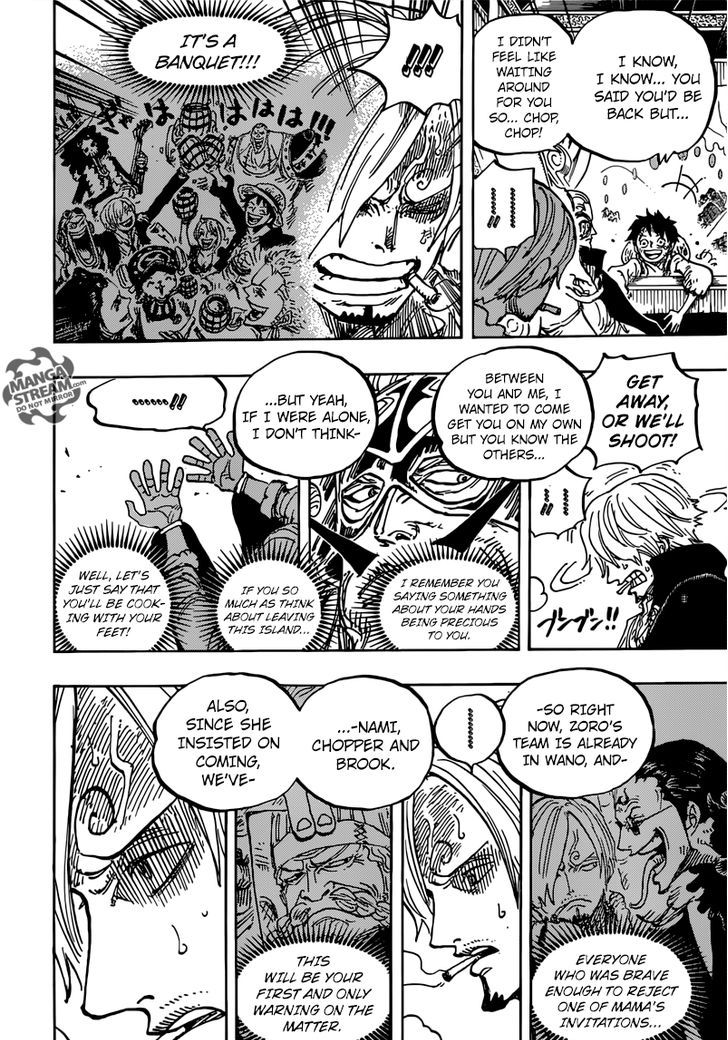 I KNOW,
I KNOW... YOU
SAID YOU'D BE
BACK BUT...
I DIDN'T
FEEL LIKE
WAITING
AROUND
FOR YOU
SO... CHOP,
CHOP!
!!!
IT'S A
BANQUET!!!
ぎゃはははは!!!
GET
AWAY,
OR WE'LL
SHOOT!
プンプン!!
BETWEEN
YOU AND ME, I
WANTED TO COME
GET YOU ON MY OWN
BUT YOU KNOW THE
OTHERS...
I REMEMBER YOU
SAYING SOMETHING
ABOUT YOUR HANDS
BEING PRECIOUS
TO YOU.
...BUT YEAH,
IF I WERE ALONE,
I DON'T THINK-
IF YOU SO
MUCH AS THINK
ABOUT LEAVING
THIS ISLAND...
.......!!
WELL, LET'S
JUST SAY THAT
YOU'LL BE COOK-
ING WITH YOUR
FEET!
MANGA
STREAM.com
DO NOT MIRROR!
-SO RIGHT
NOW, ZORO'S
TEAM IS ALREADY
IN WANO, AND-
EVERYONE
WHO WAS BRAVE
ENOUGH TO REJECT
ONE OF MAMA'S
INVITATIONS...
...-NAMI,
CHOPPER AND
BROOK.
THIS
WILL BE YOUR
FIRST AND ONLY
WARNING ON THE
MATTER.
ALSO,
SINCE SHE
INSISTED ON
COMING,
WE'VE-